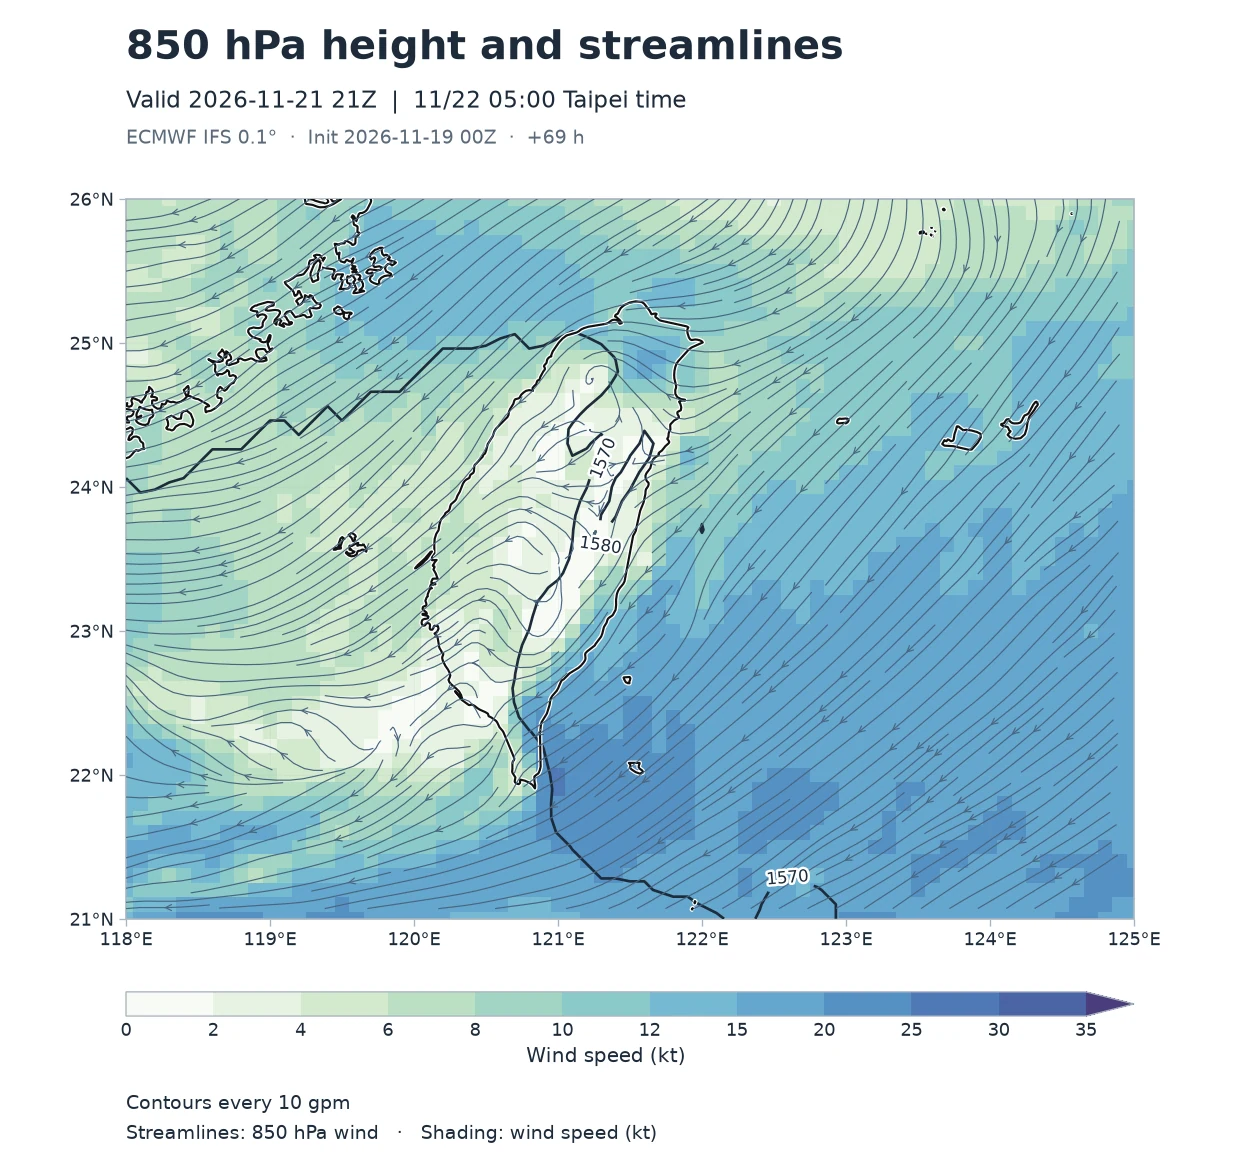 850 hPa height and streamlines
Valid 2026-11-21 21Z | 11/22 05:00 Taipei time
ECMWF IFS 0.1° · Init 2026-11-19 00Z · +69 h
26°N
25°N
24°N
23°N
22°N
21°N
1570
1580
1570
118°E 119°E 120°E 121°E 122°E 123°E 124°E 125°E
0 2 4 6 8 10 12 15 20 25 30 35
Wind speed (kt)
Contours every 10 gpm
Streamlines: 850 hPa wind · Shading: wind speed (kt)